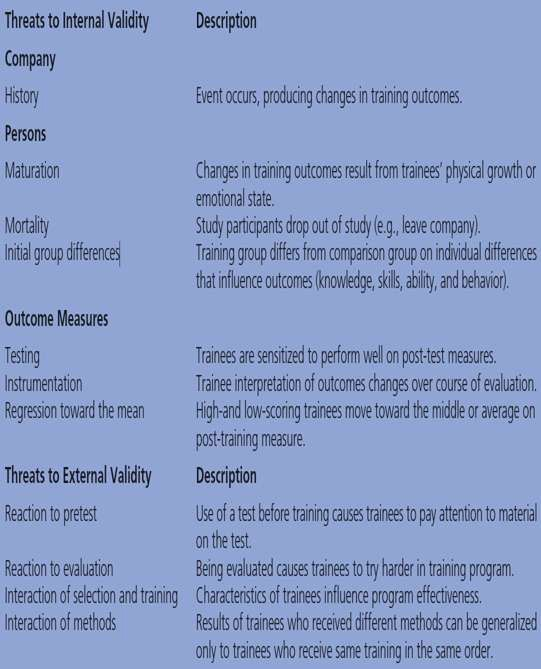 Threats to Internal Validity Description
Company
History Event occurs, producing changes in training outcomes.
Persons
Maturation Changes in training outcomes result from trainees' physical growth or
emotional state.
Mortality Study participants drop out of study (e.g., leave company).
Initial group differences Training group differs from comparison group on individual differences
that influence outcomes (knowledge, skills, ability, and behavior).
Outcome Measures
Testing Trainees are sensitized to perform well on post-test measures.
Instrumentation Trainee interpretation of outcomes changes over course of evaluation.
Regression toward the mean High-and low-scoring trainees move toward the middle or average on
post-training measure.
Threats to External Validity Description
Reaction to pretest Use of a test before training causes trainees to pay attention to material
on the test.
Reaction to evaluation Being evaluated causes trainees to try harder in training program.
Interaction of selection and training Characteristics of trainees influence program effectiveness.
Interaction of methods Results of trainees who received different methods can be generalized
only to trainees who receive same training in the same order.